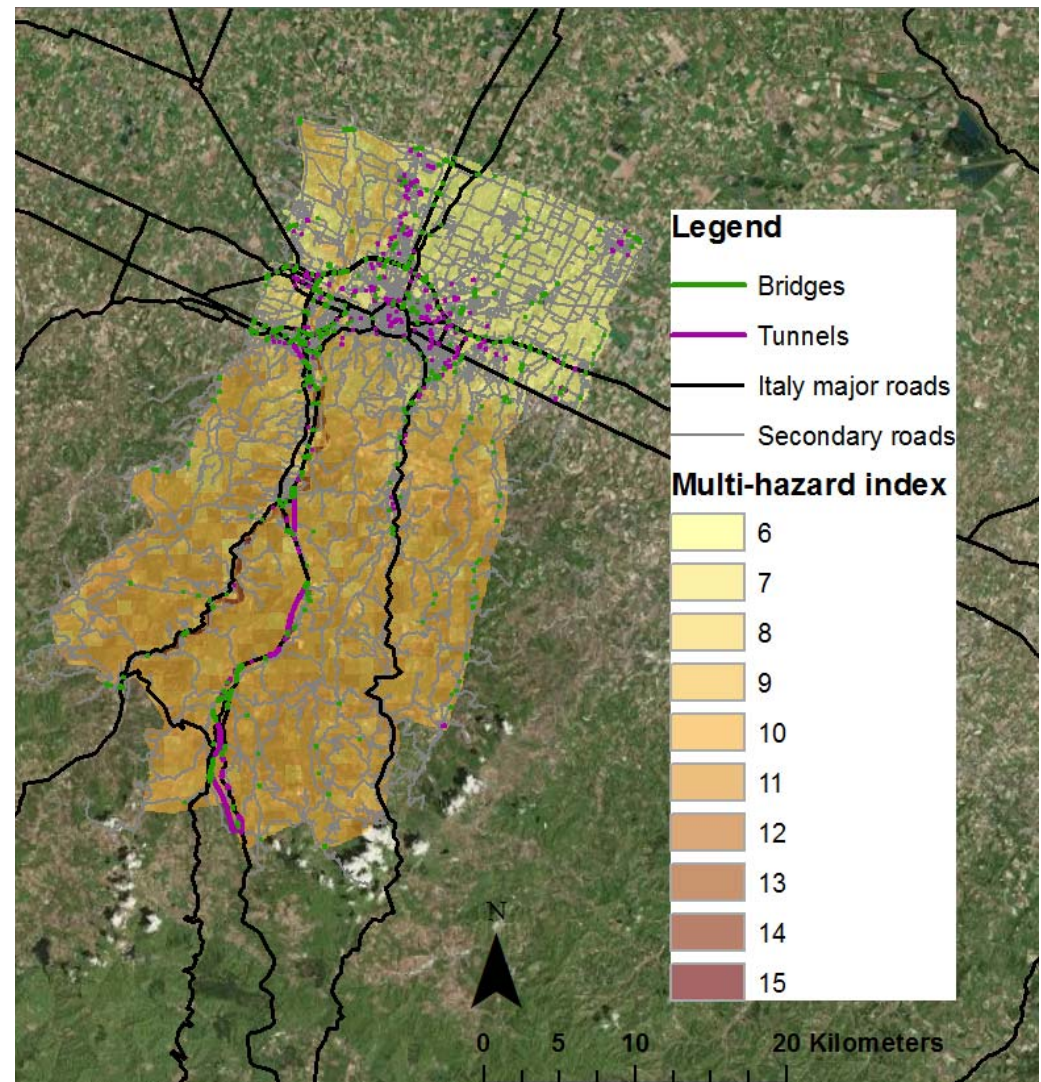 Legend
Bridges
Tunnels
Italy major roads
Secondary roads
Multi-hazard index
6
7
8
9
10
11
12
13
14
15
N
0 5 10 20 Kilometers